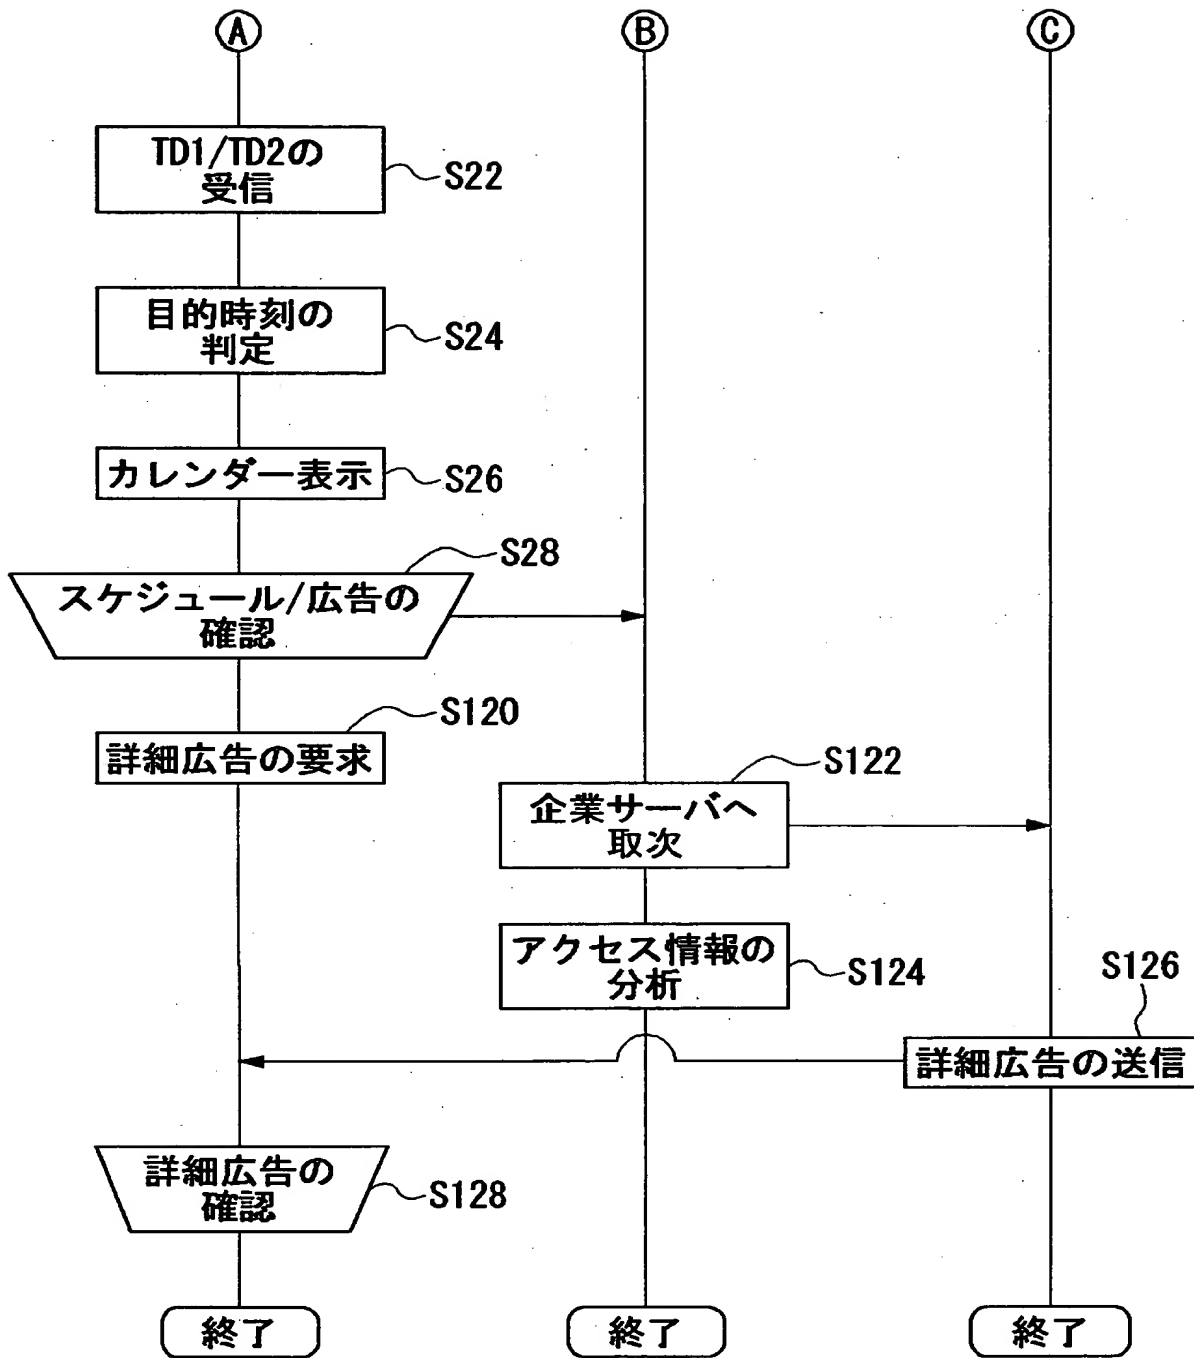 A
B
C
TD1/TD2の
受信
S22
目的時刻の
判定
S24
カレンダー表示
S26
S28
スケジュール/広告の
確認
S120
詳細広告の要求
S122
企業サーバへ
取次
アクセス情報の
分析
S124
S126
詳細広告の送信
詳細広告の
確認
S128
終了
終了
終了